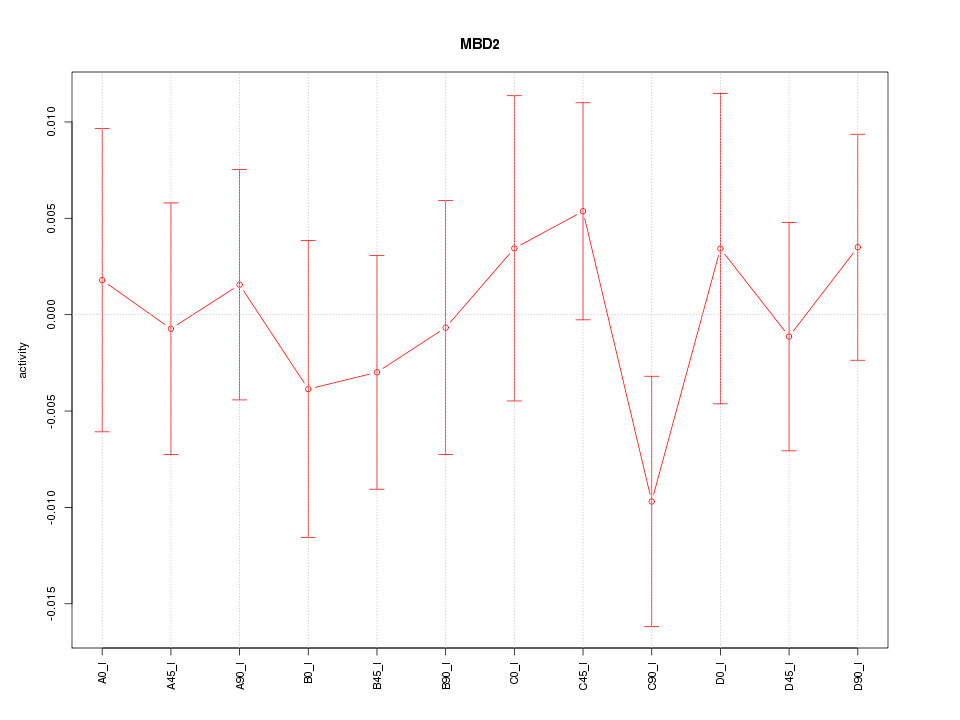 MBD2
activity
0.010
0.005
0.000
-0.005
-0.010
-0.015
A0_I
A45_I
A90_I
B0_I
B45_I
B90_I
C0_I
C45_I
C90_I
D0_I
D45_I
D90_I